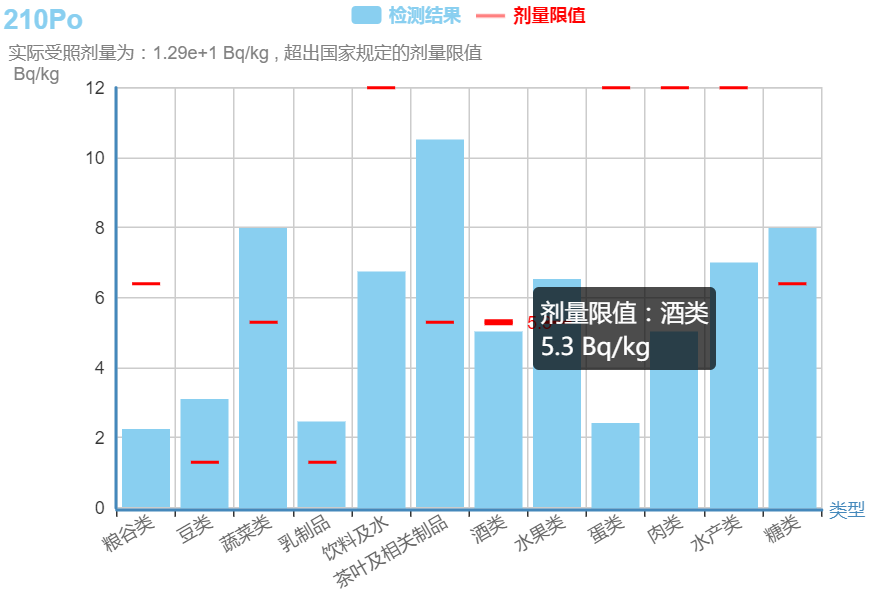 210Po
检测结果
剂量限值
实际受照剂量为：1.29e+1 Bq/kg , 超出国家规定的剂量限值
Bq/kg
12
10
8
6
4
2
0
剂量限值：酒类
5.3 Bq/kg
粮谷类
豆类
蔬菜类
乳制品
饮料及水
茶叶及相关制品
酒类
水果类
蛋类
肉类
水产类
糖类
类型